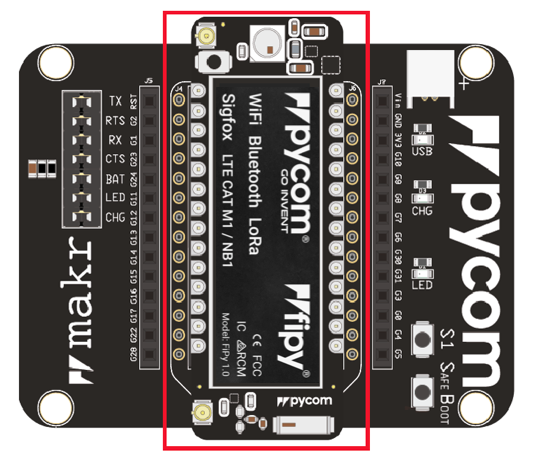 TX
RTS
RX
CTS
BAT
LED
CHG
makr
J5
RST
G2
G1
G23
G24
G11
G12
G13
G14
G15
G16
G17
G22
G28
J4
pycom®
GO INVENT
WiFi Bluetooth LoRa
Sigfox LTE CAT M1 / NB1
fipy®
CE FCC
IC RCM
Model: FiPy 1.0
pycom
J6
J7
Vin
GND
3V3
G10
G9
G8
G7
G6
G30
G31
G3
G0
G4
G5
+
USB
CHG
LED
S1
SAFE BOOT
pycom